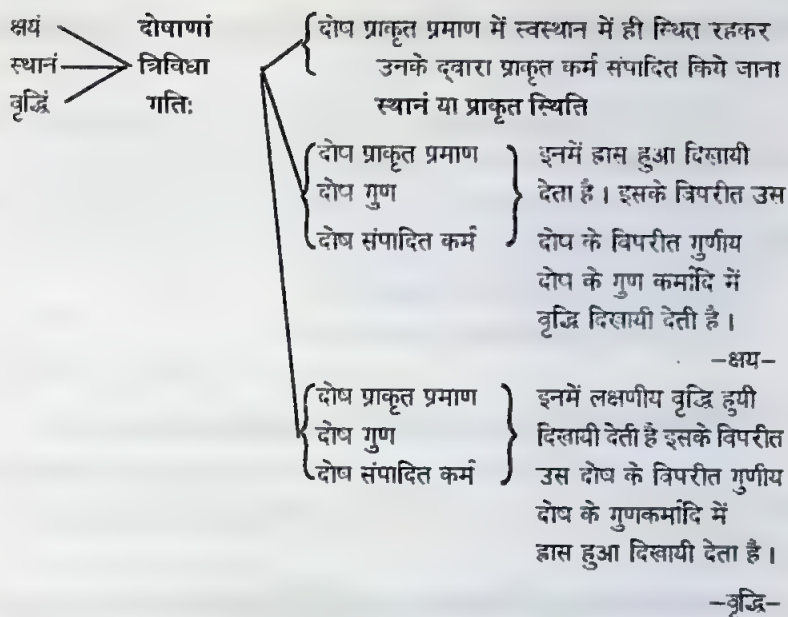 क्षयं
स्थानं
वृद्धिं
दोषाणां
त्रिविधा
गतिः
दोष प्राकृत प्रमाण में स्वस्थान में ही स्थित रहकर
उनके द्वारा प्राकृत कर्म संपादित किये जाना
स्थानं या प्राकृत स्थिति
दोष प्राकृत प्रमाण
दोष गुण
दोष संपादित कर्म
इनमें ह्रास हुआ दिखायी
देता है । इसके विपरीत उस
दोष के विपरीत गुणीय
दोष के गुण कर्मादि में
वृद्धि दिखायी देती है ।
–क्षय–
दोष प्राकृत प्रमाण
दोष गुण
दोष संपादित कर्म
इनमें लक्षणीय वृद्धि हुयी
दिखायी देती है इसके विपरीत
उस दोष के विपरीत गुणीय
दोष के गुणकर्मादि में
ह्रास हुआ दिखायी देता है ।
–वृद्धि–